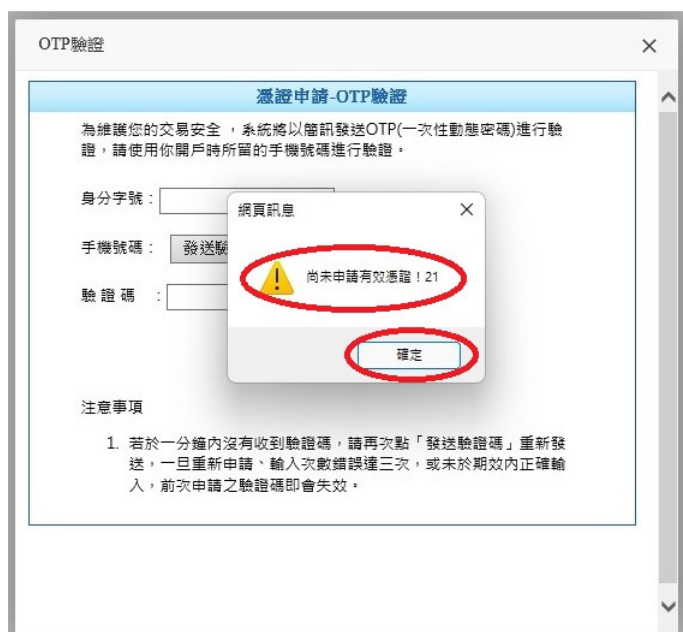 OTP驗證
憑證申請-OTP驗證
為維護您的交易安全，系統將以簡訊發送OTP(一次性動態密碼)進行驗
證，請使用你開戶時所留的手機號碼進行驗證。
身分字號：
網頁訊息
手機號碼： 發送驗
尚未申請有效憑證！21
驗證碼 ：
確定
注意事項
1. 若於一分鐘內沒有收到驗證碼，請再次點「發送驗證碼」重新發
送，一旦重新申請、輸入次數錯誤達三次，或未於期效內正確輸
入，前次申請之驗證碼即會失效。